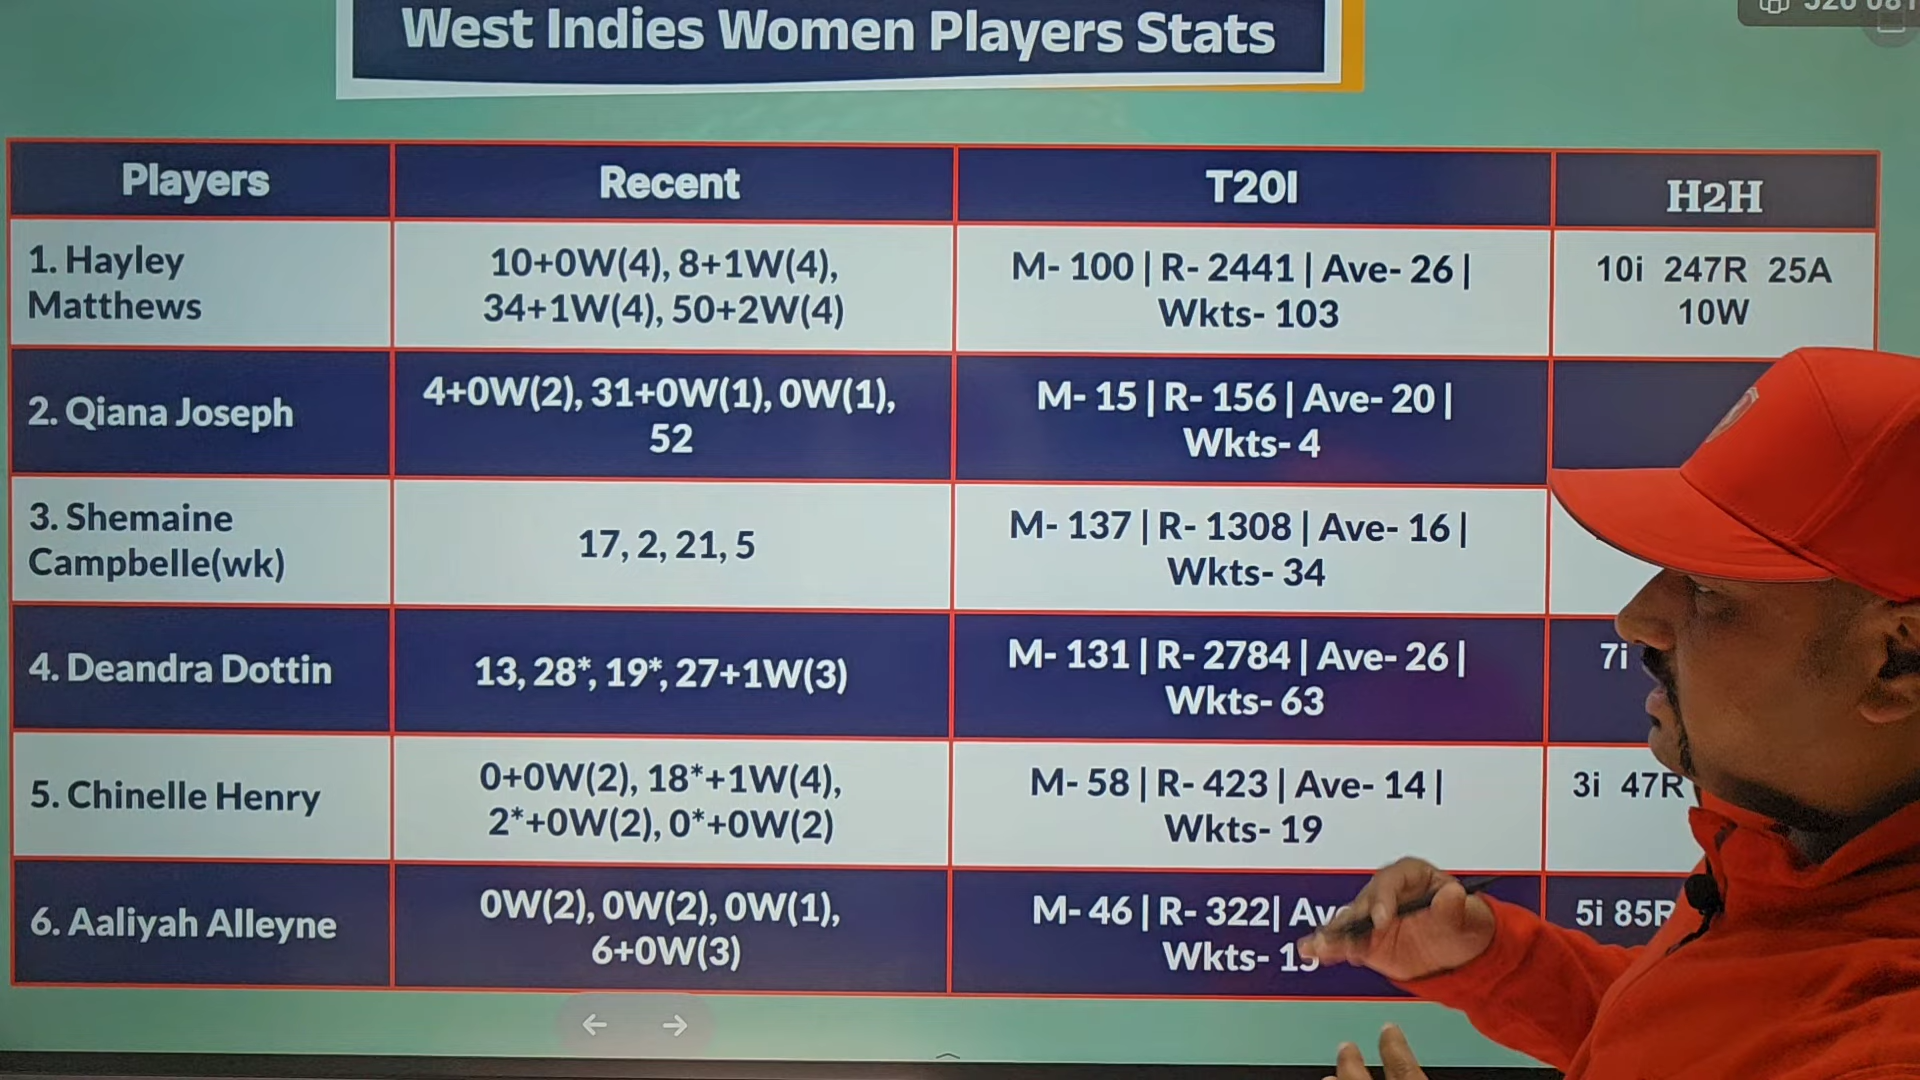 West Indies Women Players Stats
Players
Recent
T20I
H2H
1. Hayley
Matthews
10+0W(4), 8+1W(4),
34+1W(4), 50+2W(4)
M- 100 | R- 2441 | Ave- 26 |
Wkts- 103
10i 247R 25A
10W
2. Qiana Joseph
4+0W(2), 31+0W(1), 0W(1),
52
M- 15 | R- 156 | Ave- 20 |
Wkts- 4
3. Shemaine
Campbelle(wk)
17, 2, 21, 5
M- 137 | R- 1308 | Ave- 16 |
Wkts- 34
4. Deandra Dottin
13, 28*, 19*, 27+1W(3)
M- 131 | R- 2784 | Ave- 26 |
Wkts- 63
7i
5. Chinelle Henry
0+0W(2), 18*+1W(4),
2*+0W(2), 0*+0W(2)
M- 58 | R- 423 | Ave- 14 |
Wkts- 19
3i 47R
6. Aaliyah Alleyne
0W(2), 0W(2), 0W(1),
6+0W(3)
M- 46 | R- 322|
Wkts-
5i 85R